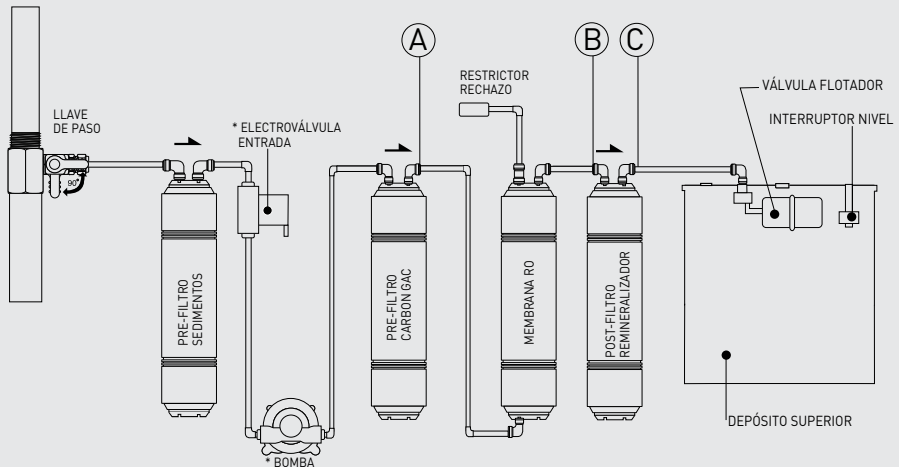 A
B
C
RESTRICTOR
RECHAZO
VÁLVULA FLOTADOR
INTERRUPTOR NIVEL
LLAVE
DE PASO
* ELECTROVÁLVULA
ENTRADA
90°
PRE-FILTRO
SEDIMENTOS
PRE-FILTRO
CARBON GAC
MEMBRANA RO
POST-FILTRO
REMINERALIZADOR
DEPÓSITO SUPERIOR
* BOMBA